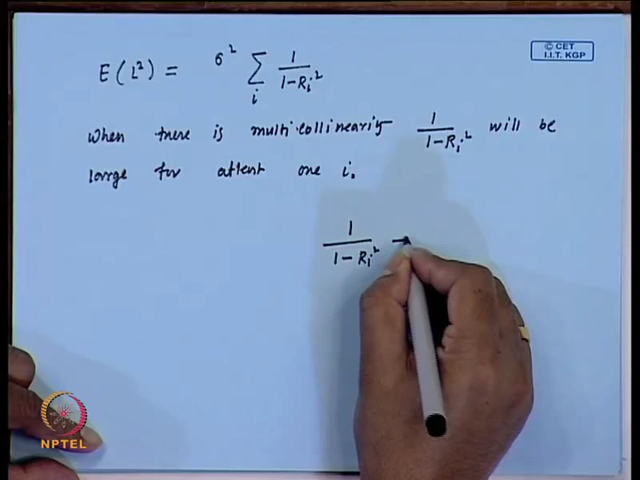 © CET
I.I.T. KGP
E(L²) = σ² Σᵢ 1/(1-Rᵢ²)
When there is multicollinearity 1/(1-Rᵢ²) will be
large for atleast one i.
1/(1-Rᵢ²) →
NPTEL